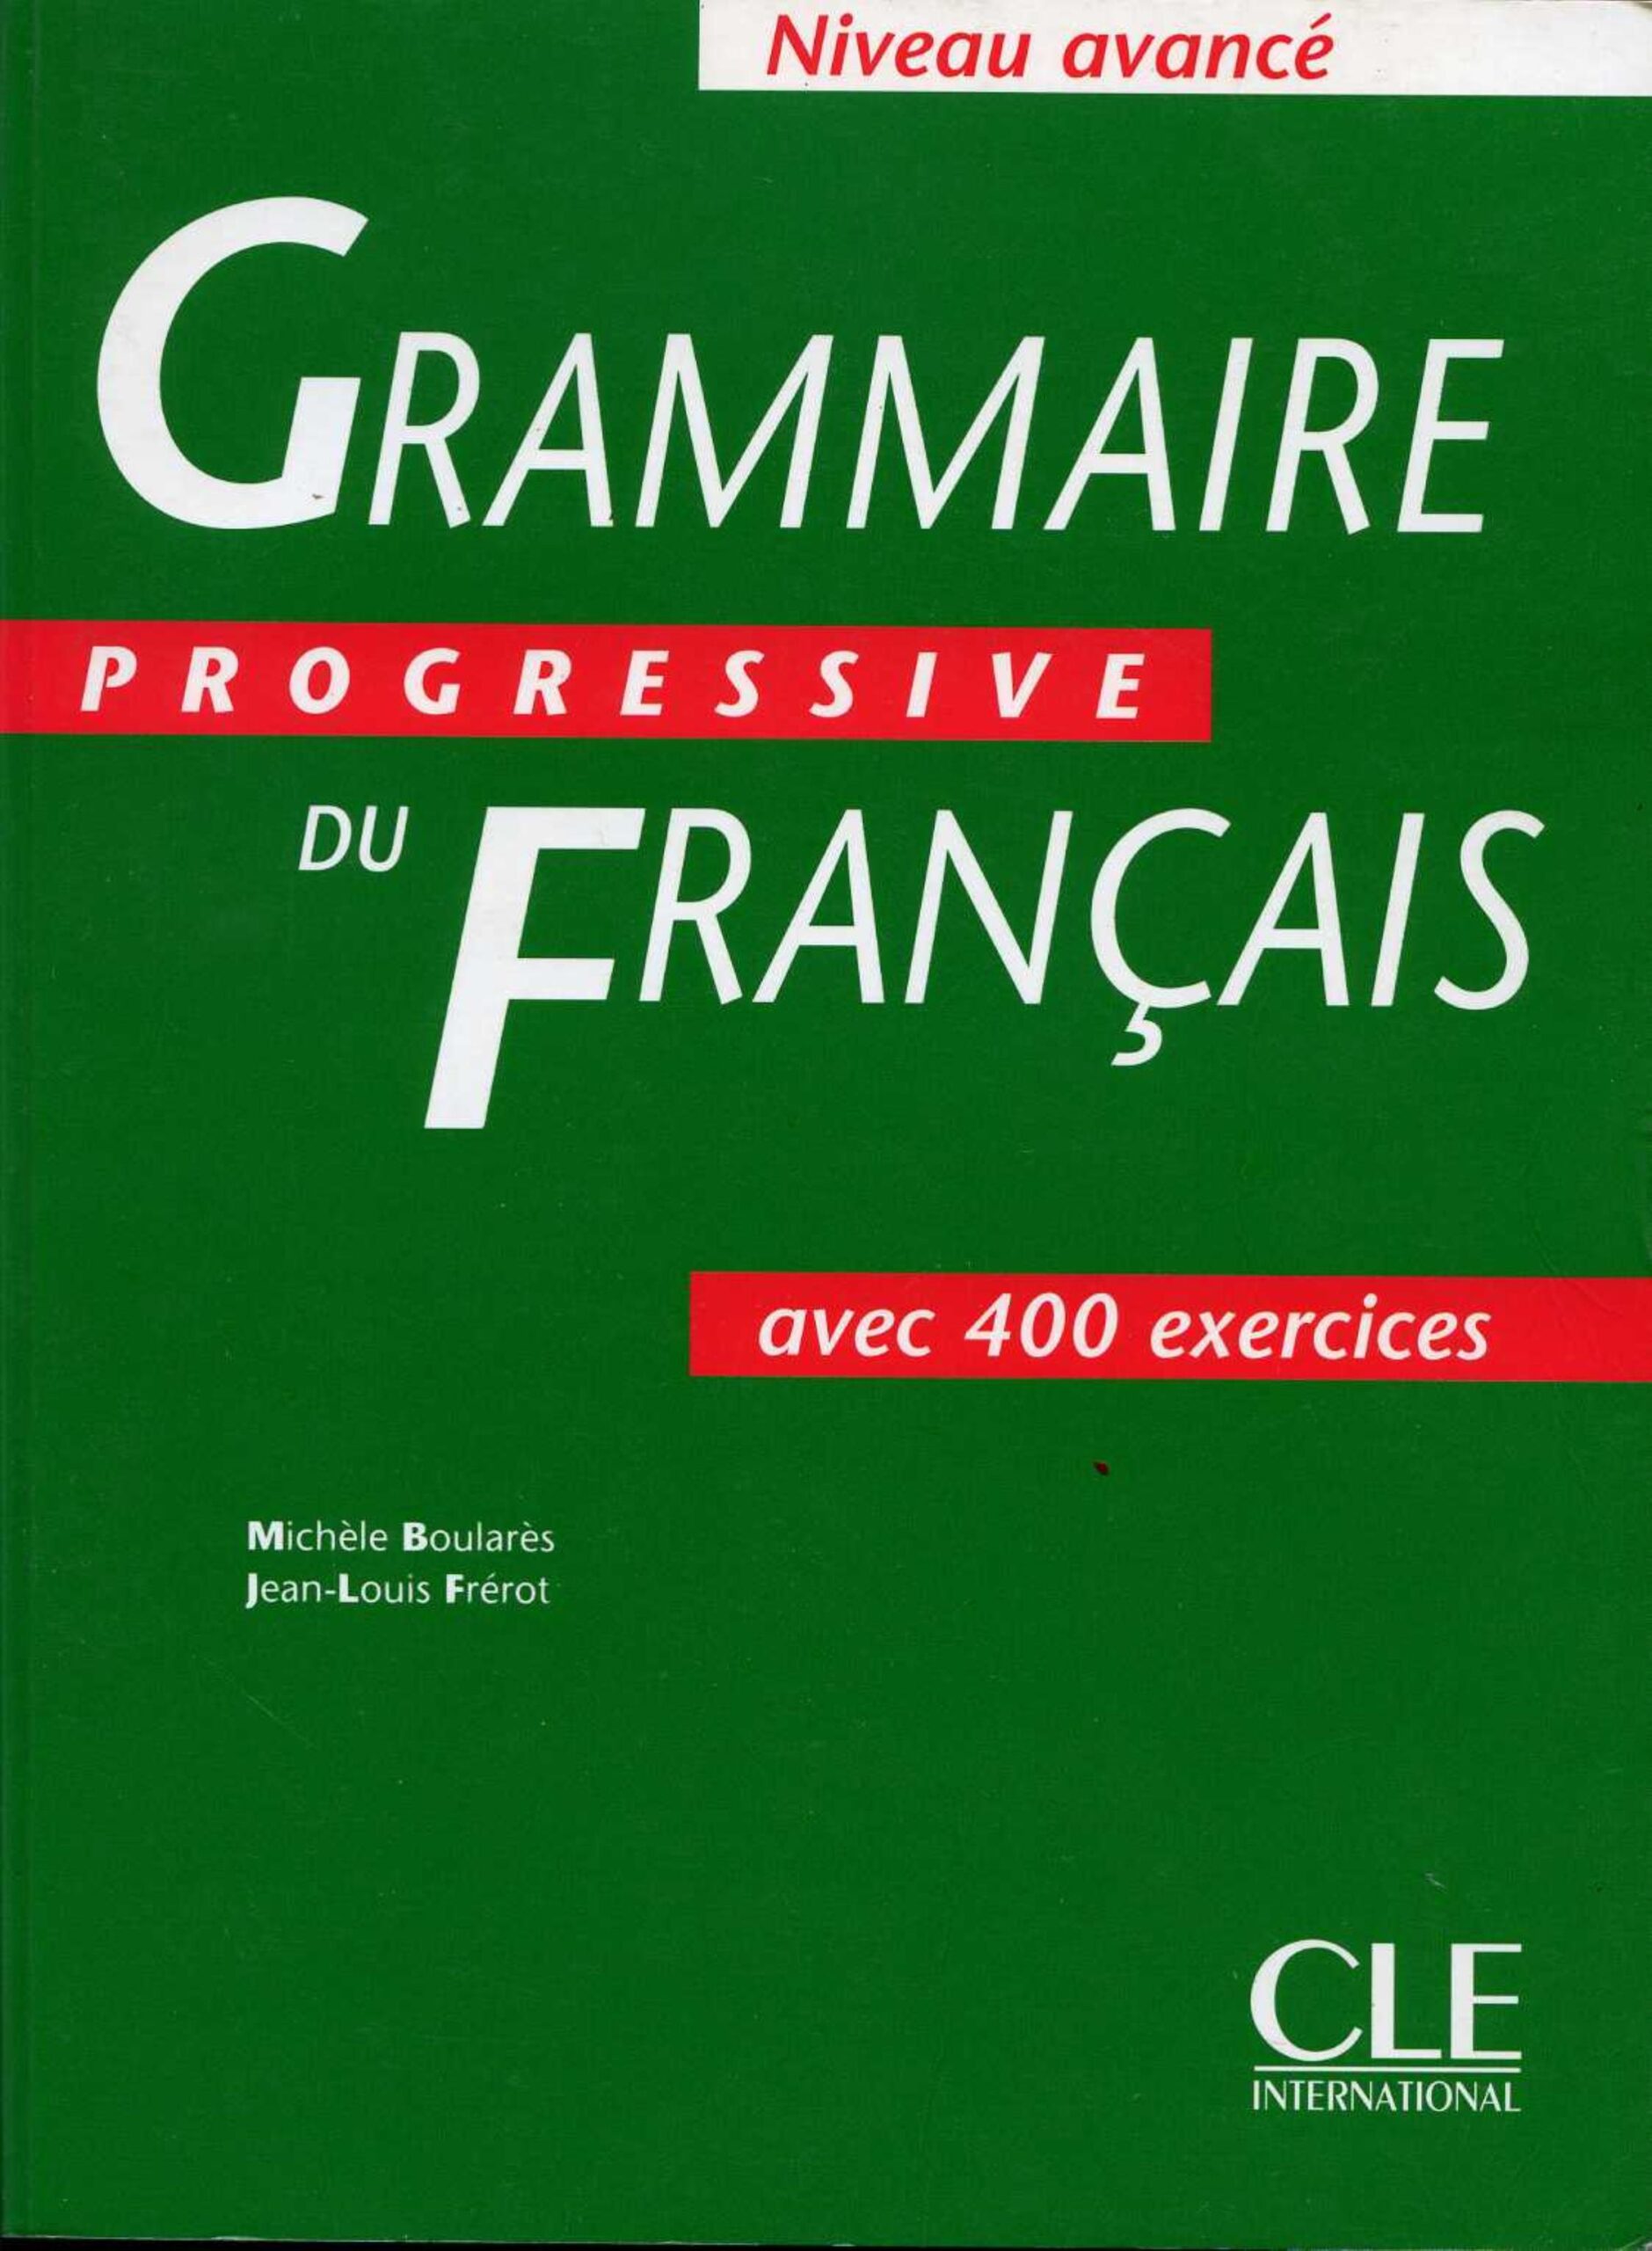 Niveau avancé
GRAMMAIRE
PROGRESSIVE
DU FRANÇAIS
avec 400 exercices
Michèle Boularès
Jean-Louis Frérot
CLE
INTERNATIONAL